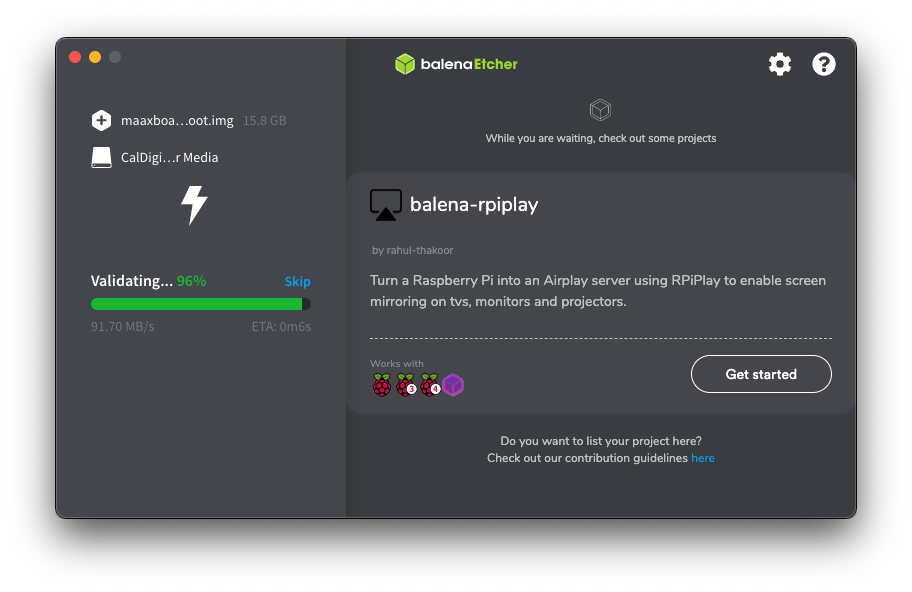 balenaEtcher
maaxboa...oot.img 15.8 GB
CalDigi...r Media
Validating... 96% Skip
91.70 MB/s ETA: 0m6s
While you are waiting, check out some projects
balena-rpiplay
by rahul-thakoor
Turn a Raspberry Pi into an Airplay server using RPiPlay to enable screen
mirroring on tvs, monitors and projectors.
Works with
3 4
Get started
Do you want to list your project here?
Check out our contribution guidelines here